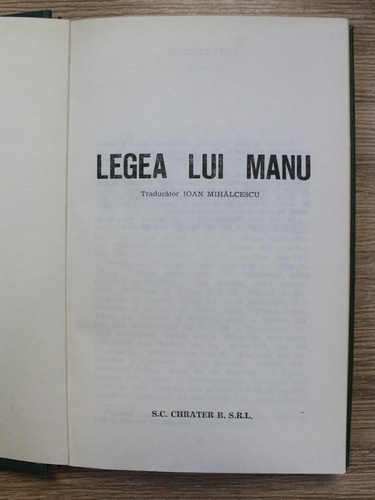 LEGEA LUI MANU
Traducător IOAN MIHĂLCESCU
S.C. CHRATER B. S.R.L.